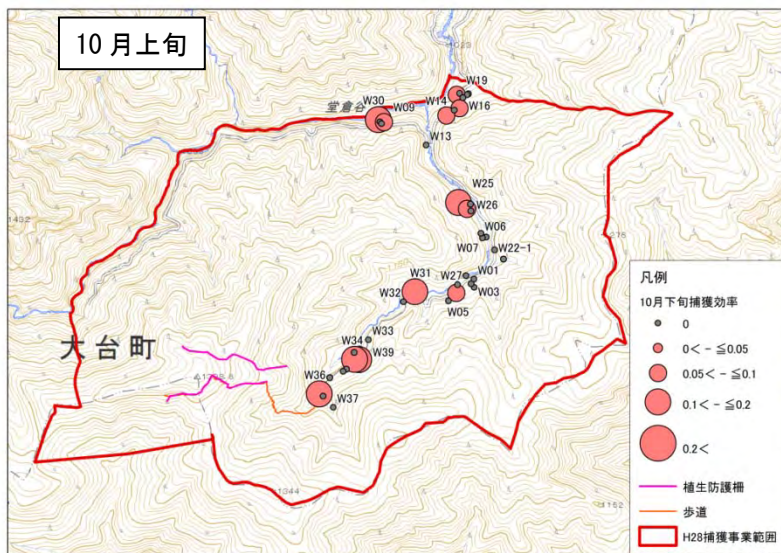 10月上旬
1023
W19
W30
W09
W14
W16
堂倉谷
W13
W25
W26
1432
W06
W07
W22-1
W31
W27
W01
W32
W03
W05
W33
大台町
W34
W39
W36
W37
1344
1152
凡例
10月下旬捕獲効率
0
0< - ≦0.05
0.05< - ≦0.1
0.1< - ≦0.2
0.2<
植生防護柵
歩道
H28捕獲事業範囲